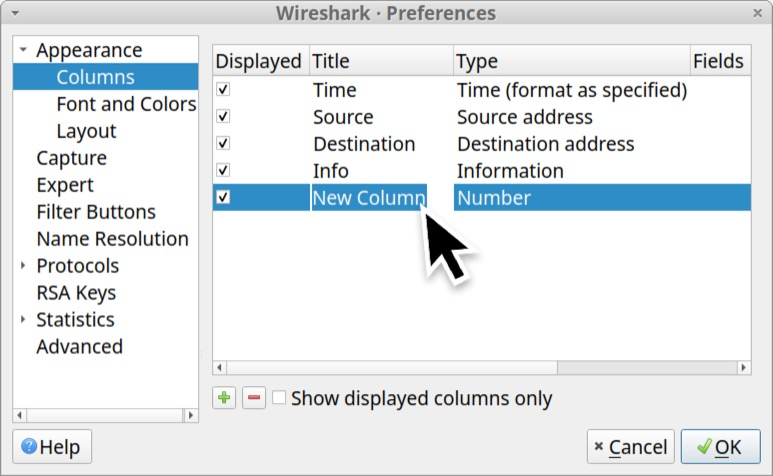 Wireshark · Preferences
Appearance
Columns
Font and Colors
Layout
Capture
Expert
Filter Buttons
Name Resolution
Protocols
RSA Keys
Statistics
Advanced
Displayed Title Type Fields
Time Time (format as specified)
Source Source address
Destination Destination address
Info Information
New Column Number
Show displayed columns only
Help Cancel OK